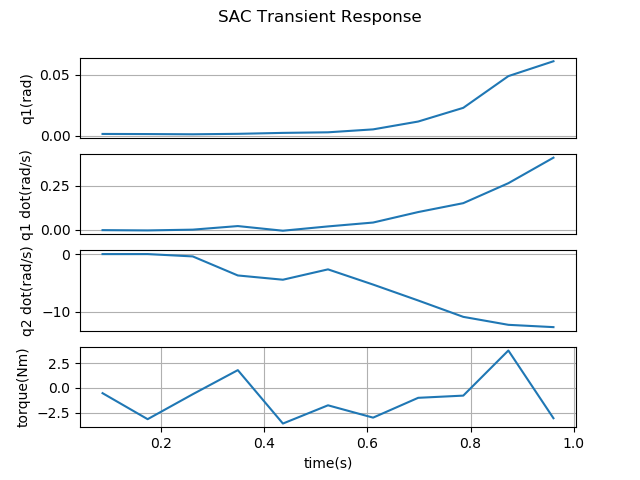 SAC Transient Response
q1(rad)
0.05
0.00
q1 dot(rad/s)
0.25
0.00
q2 dot(rad/s)
0
−10
torque(Nm)
2.5
0.0
−2.5
0.2 0.4 0.6 0.8 1.0
time(s)